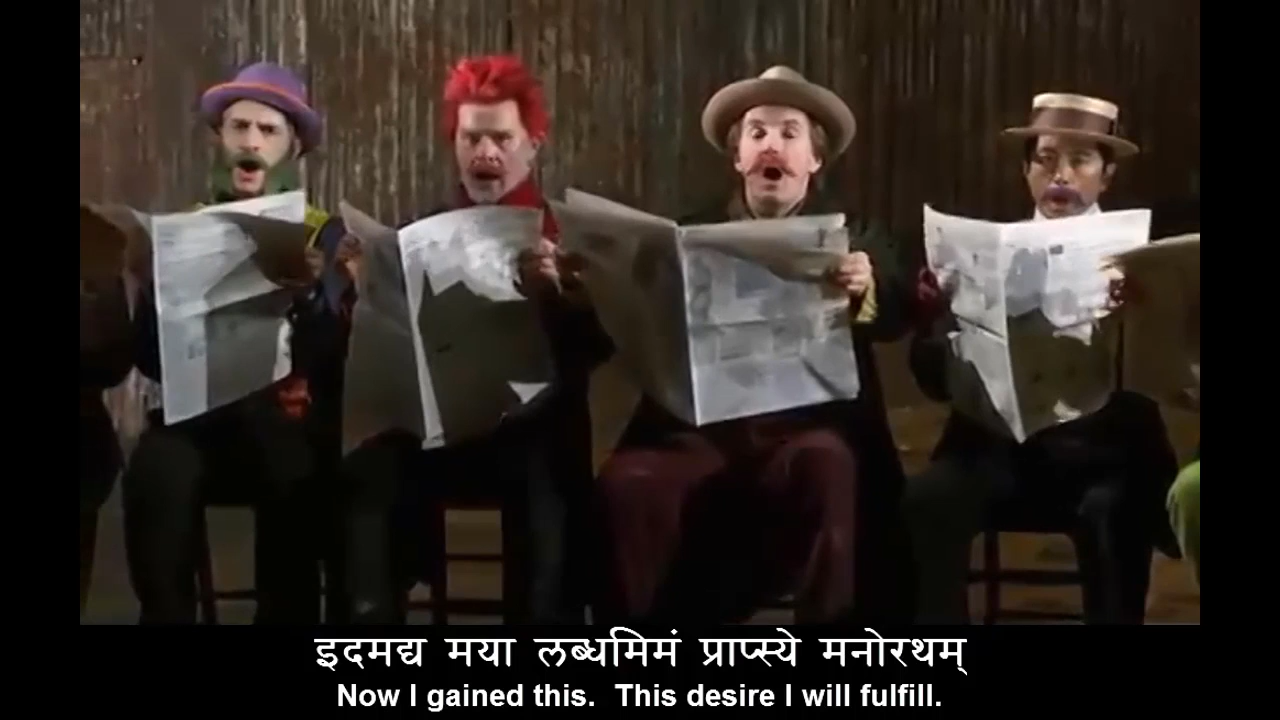 इदमद्य मया लब्धमिमं प्राप्स्ये मनोरथम्
Now I gained this.  This desire I will fulfill.